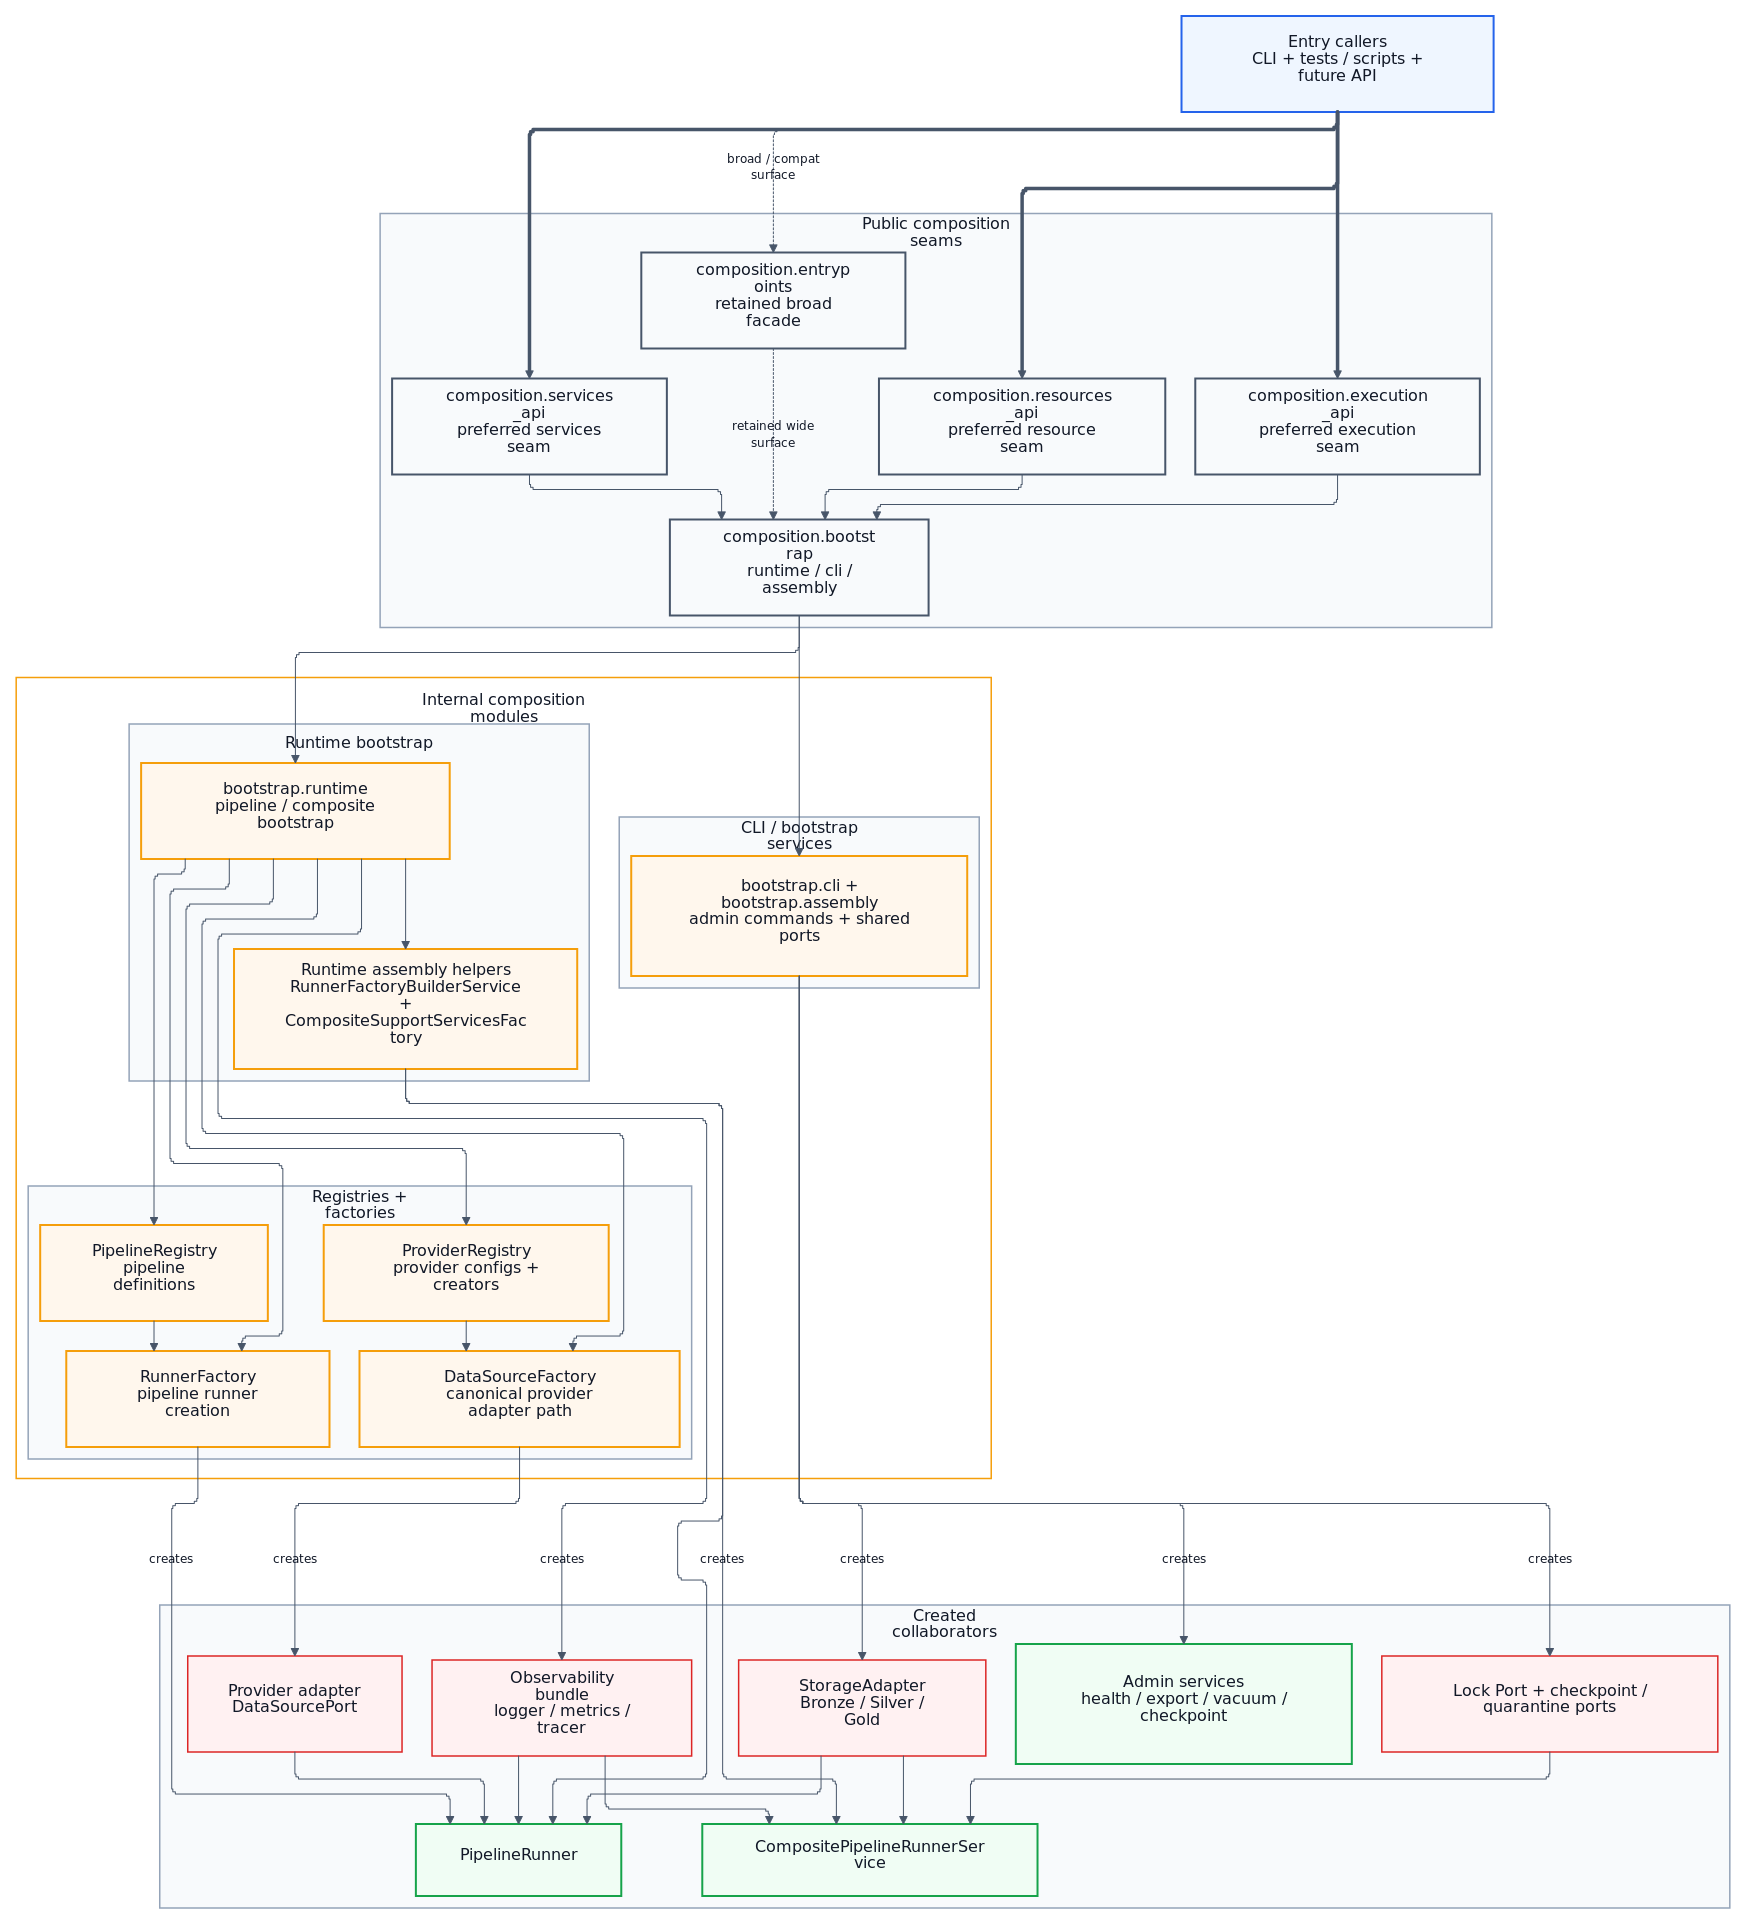 Entry callers
CLI + tests / scripts +
future API
broad / compat
surface
Public composition
seams
composition.entryp
oints
retained broad
facade
composition.services
_api
preferred services
seam
retained wide
surface
composition.resources
_api
preferred resource
seam
composition.execution
_api
preferred execution
seam
composition.bootst
rap
runtime / cli /
assembly
Internal composition
modules
Runtime bootstrap
bootstrap.runtime
pipeline / composite
bootstrap
CLI / bootstrap
services
bootstrap.cli +
bootstrap.assembly
admin commands + shared
ports
Runtime assembly helpers
RunnerFactoryBuilderService
+
CompositeSupportServicesFac
tory
Registries +
factories
PipelineRegistry
pipeline
definitions
ProviderRegistry
provider configs +
creators
RunnerFactory
pipeline runner
creation
DataSourceFactory
canonical provider
adapter path
creates
creates
creates
creates
creates
creates
creates
Created
collaborators
Provider adapter
DataSourcePort
Observability
bundle
logger / metrics /
tracer
StorageAdapter
Bronze / Silver /
Gold
Admin services
health / export / vacuum /
checkpoint
Lock Port + checkpoint /
quarantine ports
PipelineRunner
CompositePipelineRunnerSer
vice